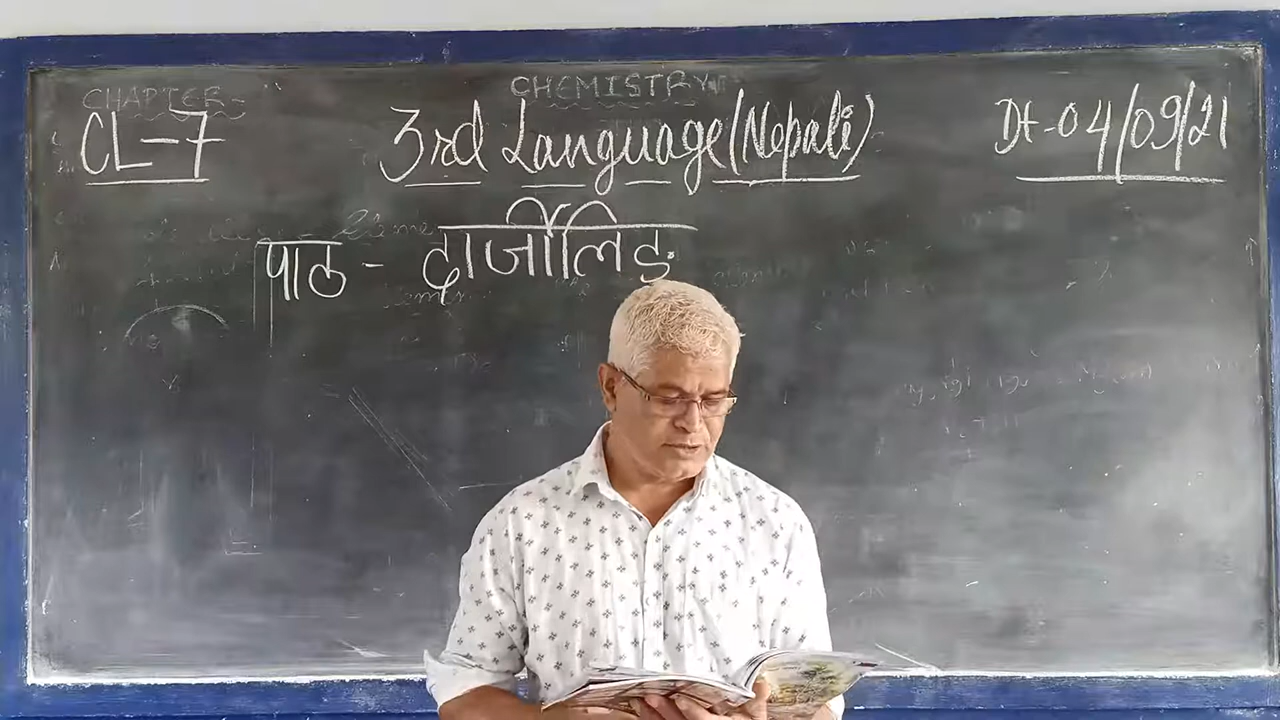 CHAPTER-
CHEMISTRY
CL-7
3rd Language (Nepali)
Dt-04/09/21
पाठ - दार्जीलिङ